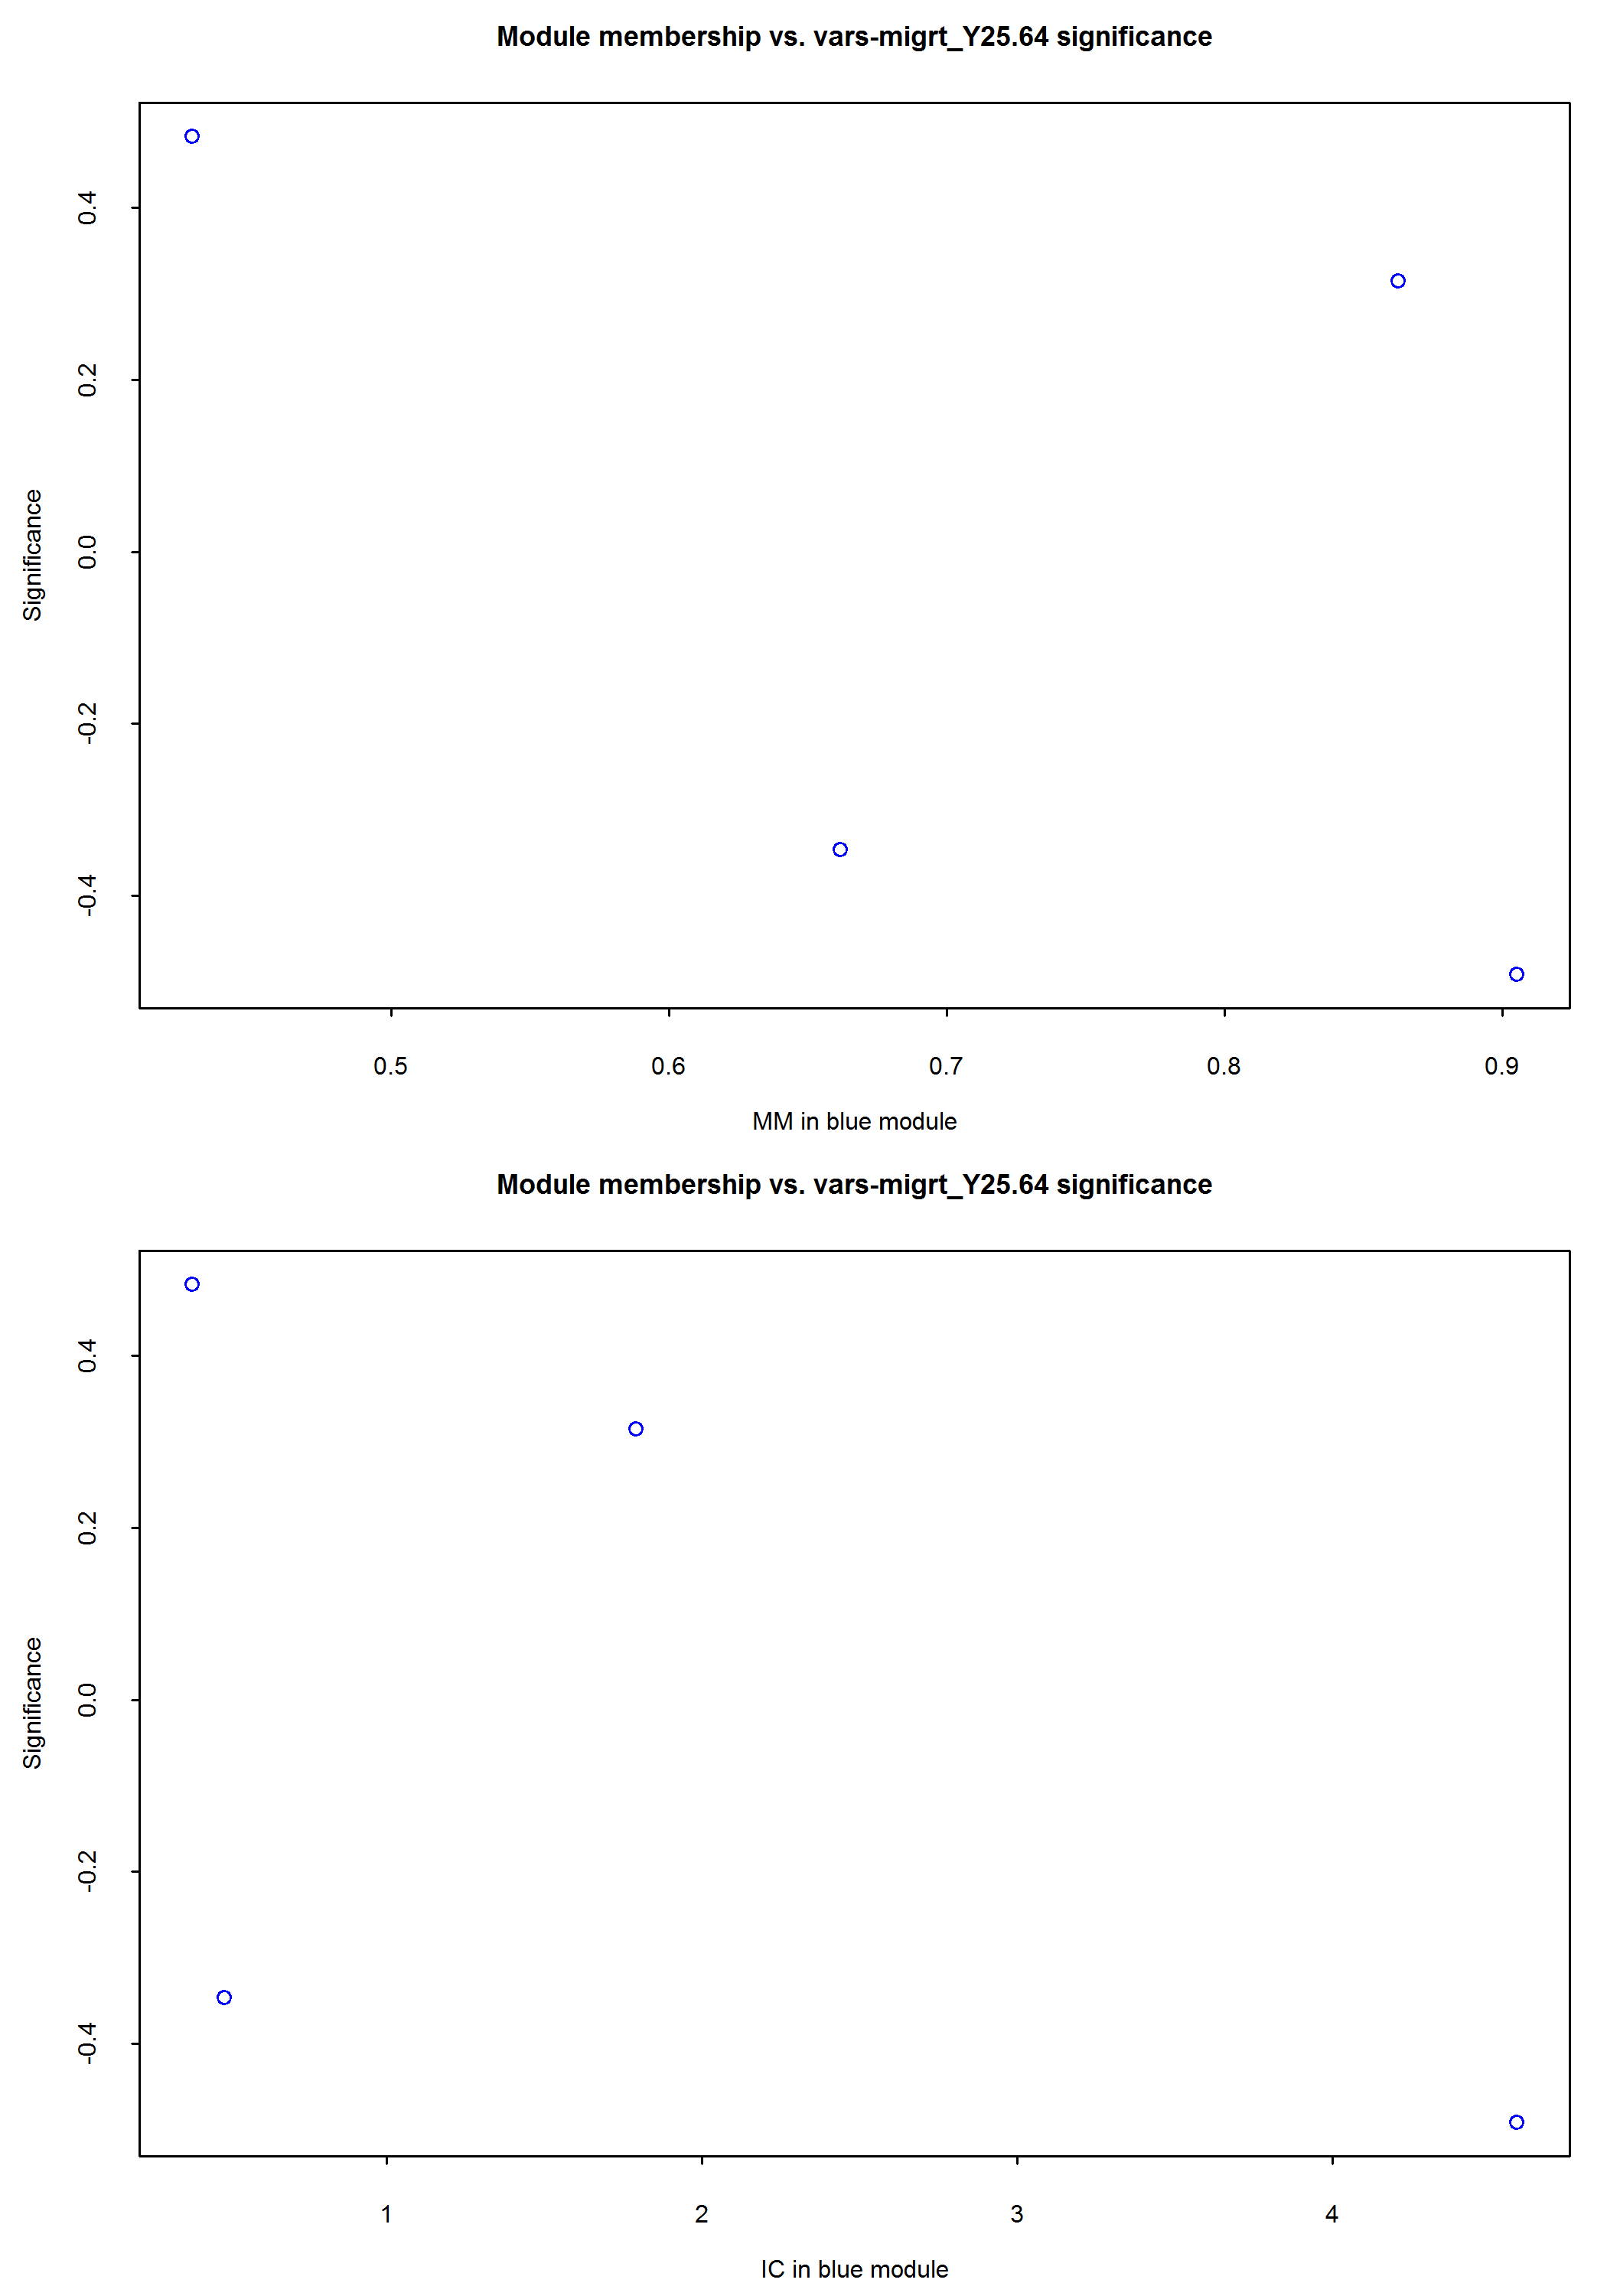 Module membership vs. vars-migrt_Y25.64 significance
Significance
0.4
0.2
0.0
-0.2
-0.4
0.5 0.6 0.7 0.8 0.9
MM in blue module
Module membership vs. vars-migrt_Y25.64 significance
Significance
0.4
0.2
0.0
-0.2
-0.4
1 2 3 4
IC in blue module